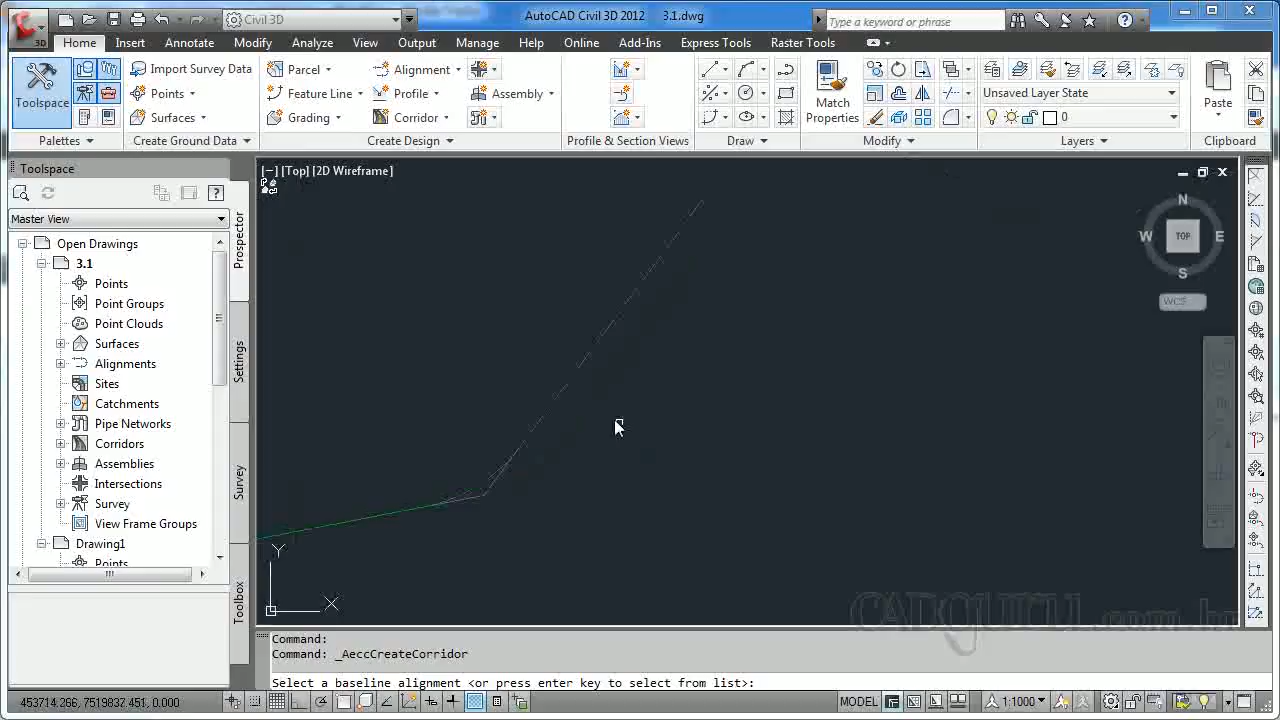 Civil 3D
AutoCAD Civil 3D 2012 3.1.dwg
Type a keyword or phrase
3D
Home Insert Annotate Modify Analyze View Output Manage Help Online Add-Ins Express Tools Raster Tools
Toolspace
Import Survey Data
Points
Surfaces
Parcel
Feature Line
Grading
Alignment
Profile
Corridor
Assembly
Match
Properties
Unsaved Layer State
0
Paste
Palettes Create Ground Data Create Design Profile & Section Views Draw Modify Layers Clipboard
Toolspace
Master View
Open Drawings
3.1
Points
Point Groups
Point Clouds
Surfaces
Alignments
Sites
Catchments
Pipe Networks
Corridors
Assemblies
Intersections
Survey
View Frame Groups
Drawing1
Points
Prospector
Settings
Survey
Toolbox
[−] [Top] [2D Wireframe]
N
W TOP E
S
WCS
Y
X
CADguru.com.br
Command:
Command: _AeccCreateCorridor
Select a baseline alignment <or press enter key to select from list>:
453714.266, 7519832.451, 0.000
MODEL
1:1000